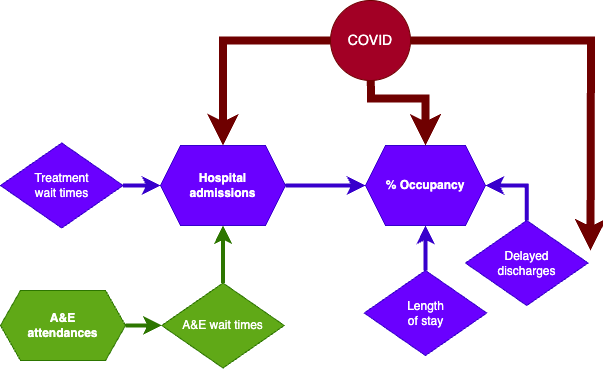 COVID
Treatment
wait times
Hospital
admissions
% Occupancy
Delayed
discharges
A&E
attendances
A&E wait times
Length
of stay